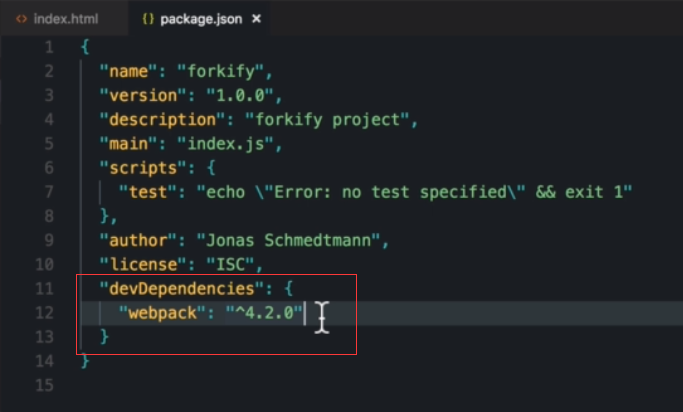 index.html package.json
1 {
2 "name": "forkify",
3 "version": "1.0.0",
4 "description": "forkify project",
5 "main": "index.js",
6 "scripts": {
7 "test": "echo \"Error: no test specified\" && exit 1"
8 },
9 "author": "Jonas Schmedtmann",
10 "license": "ISC",
11 "devDependencies": {
12 "webpack": "^4.2.0"
13 }
14 }
15